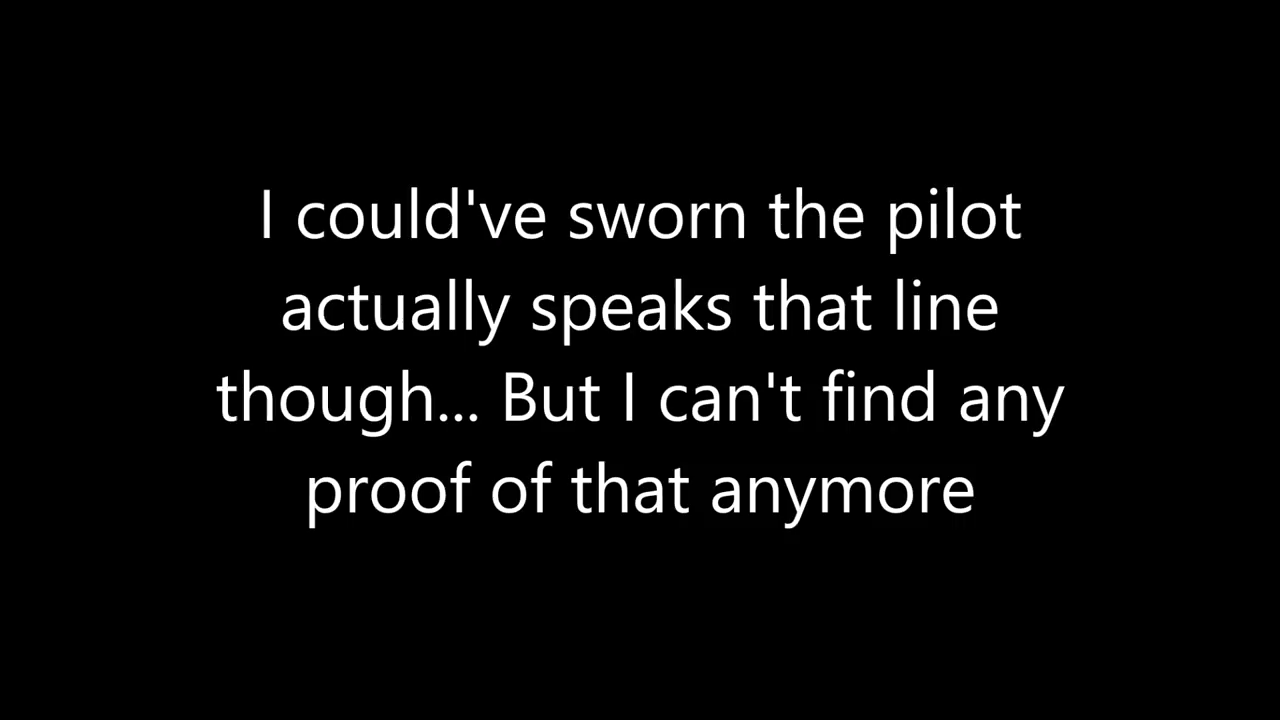 I could've sworn the pilot
actually speaks that line
though... But I can't find any
proof of that anymore